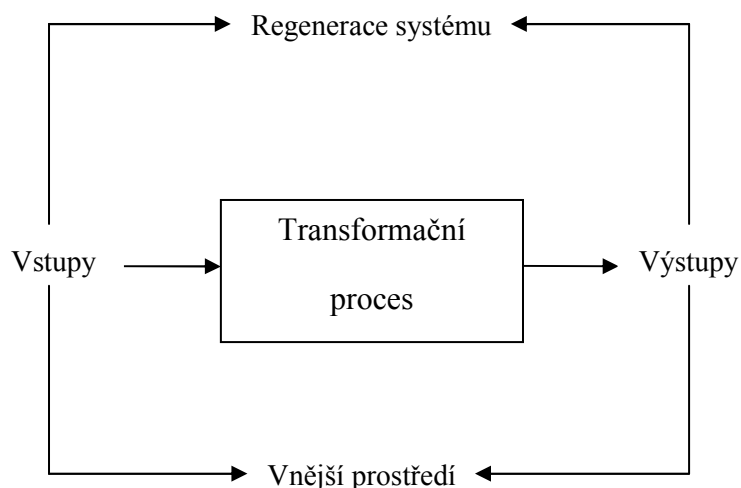 Regenerace systému
Transformační
Vstupy
Výstupy
proces
Vnější prostředí